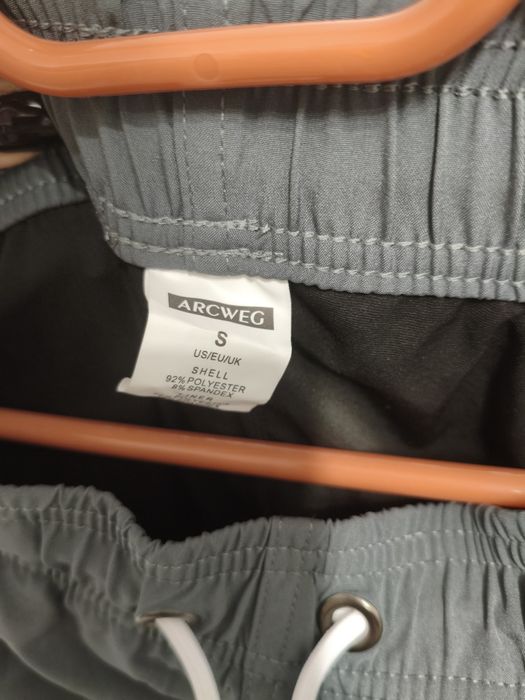 ARCWEG
S
US/EU/UK
SHELL
92% POLYESTER
8% SPANDEX